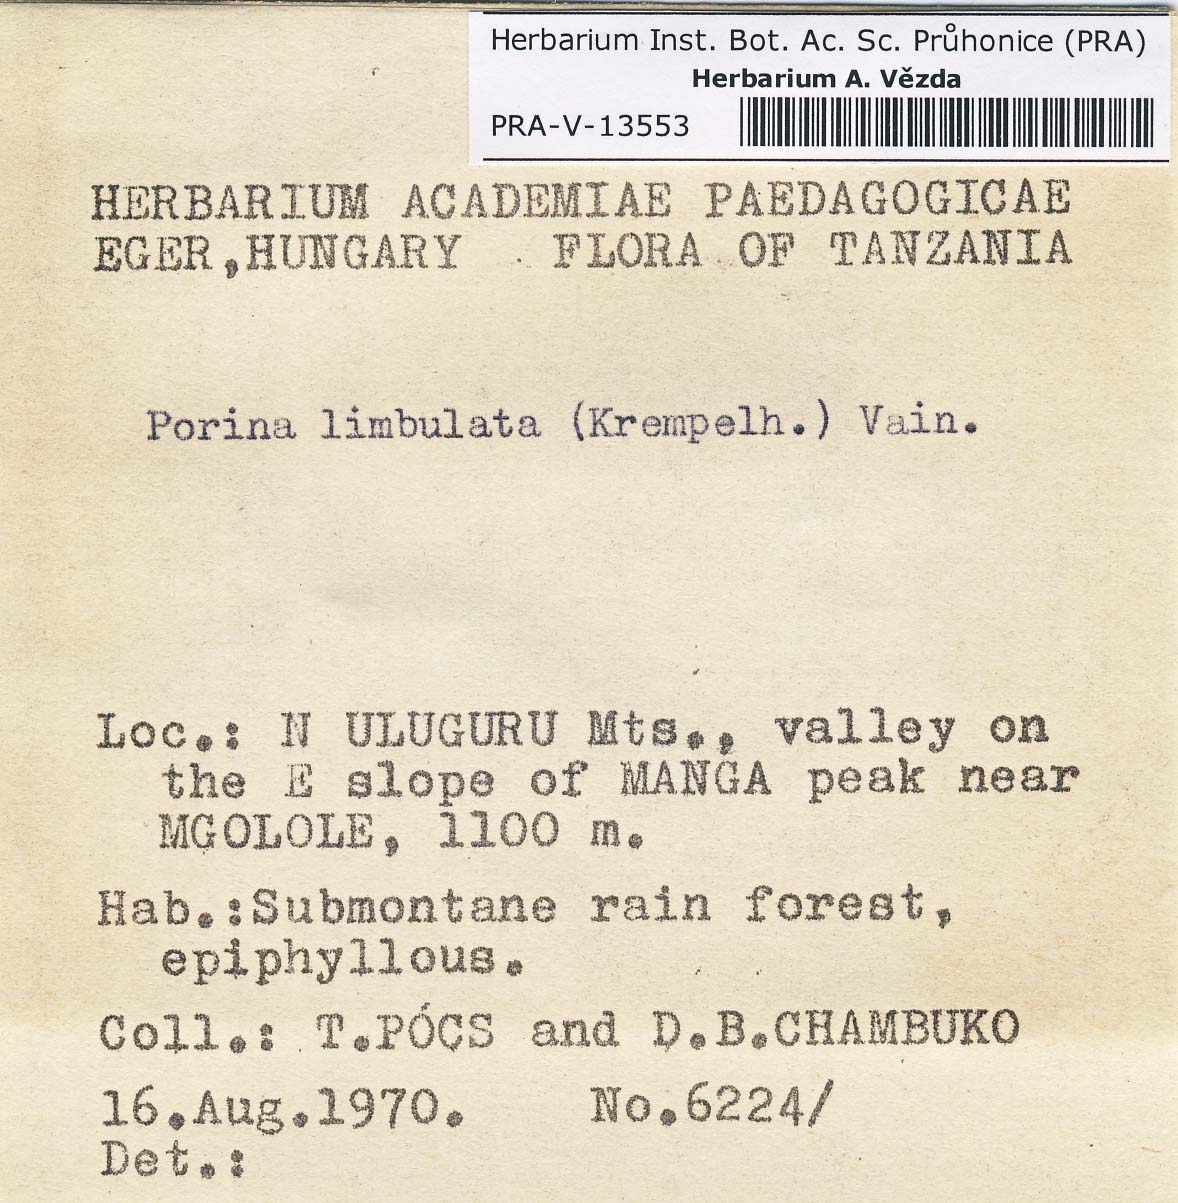 Herbarium Inst. Bot. Ac. Sc. Průhonice (PRA)
Herbarium A. Vězda
PRA-V-13553
HERBARIUM ACADEMIAE PAEDAGOGICAE
EGER,HUNGARY FLORA OF TANZANIA
Porina limbulata (Krempelh.) Vain.
Loc.: N ULUGURU Mts., valley on
the E slope of MANGA peak near
MGOLOLE, 1100 m.
Hab.:Submontane rain forest,
epiphyllous.
Coll.: T.PÓCS and D.B.CHAMBUKO
16.Aug.1970. No.6224/
Det.: